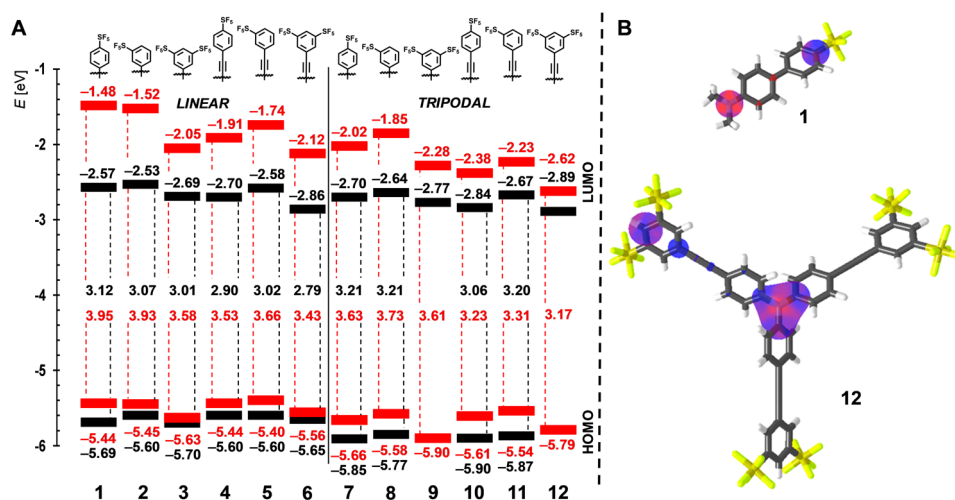 A
B
SF₅
F₅S
F₅S SF₅
SF₅
F₅S
F₅S SF₅
SF₅
F₅S
F₅S SF₅
SF₅
F₅S
F₅S SF₅
E [eV]
LINEAR TRIPODAL
-1
-2
-3
-4
-5
-6
–1.48 –1.52 –2.05 –1.91 –1.74 –2.12 –2.02 –1.85 –2.28 –2.38 –2.23 –2.62
–2.57 –2.53 –2.69 –2.70 –2.58 –2.86 –2.70 –2.64 –2.77 –2.84 –2.67 –2.89
LUMO
3.12 3.07 3.01 2.90 3.02 2.79 3.21 3.21 3.06 3.20
3.95 3.93 3.58 3.53 3.66 3.43 3.63 3.73 3.61 3.23 3.31 3.17
–5.44 –5.45 –5.63 –5.44 –5.40 –5.56 –5.66 –5.58 –5.90 –5.61 –5.54 –5.79
–5.69 –5.60 –5.70 –5.60 –5.60 –5.65 –5.85 –5.77 –5.90 –5.87
HOMO
1 2 3 4 5 6 7 8 9 10 11 12
1
12